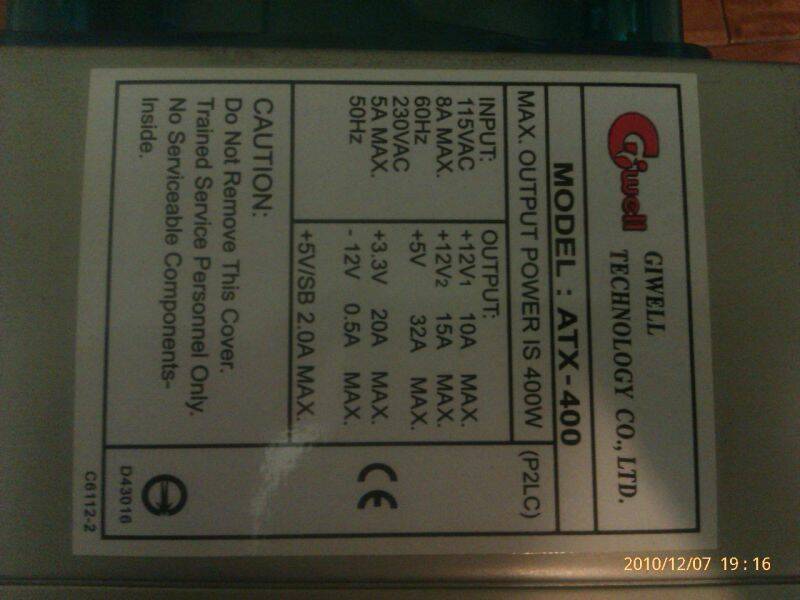 Giwell
GIWELL
TECHNOLOGY CO., LTD.
MODEL : ATX-400
MAX. OUTPUT POWER IS 400W
(P2LC)
INPUT:
115VAC
8A MAX.
60Hz
230VAC
5A MAX.
50Hz
OUTPUT:
+12V1 10A MAX.
+12V2 15A MAX.
+5V 32A MAX.
+3.3V 20A MAX.
- 12V 0.5A MAX.
+5V/SB 2.0A MAX.
CE
CAUTION:
Do Not Remove This Cover.
Trained Service Personnel Only.
No Serviceable Components-
Inside.
D43016
C6112-2
2010/12/07 19:16